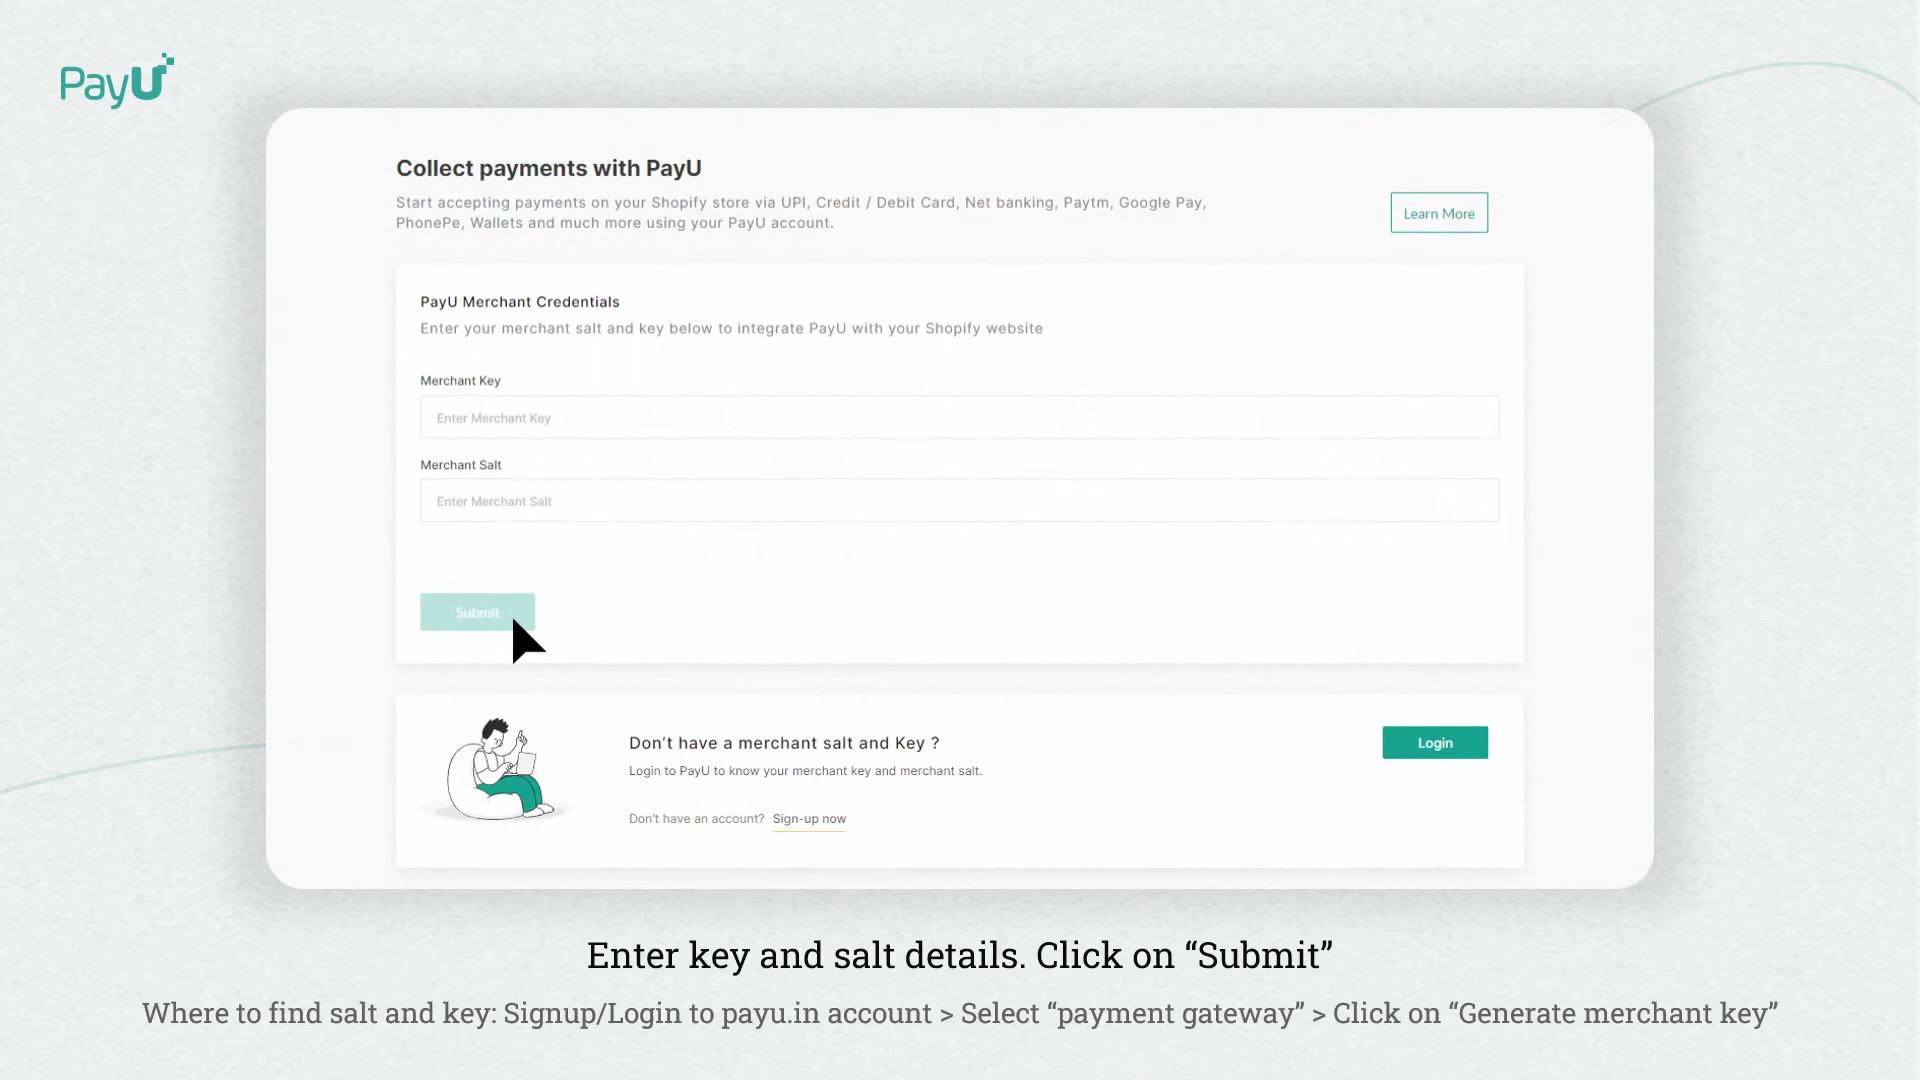 PayU
Collect payments with PayU
Start accepting payments on your Shopify store via UPI, Credit / Debit Card, Net banking, Paytm, Google Pay,
PhonePe, Wallets and much more using your PayU account.
Learn More
PayU Merchant Credentials
Enter your merchant salt and key below to integrate PayU with your Shopify website
Merchant Key
Enter Merchant Key
Merchant Salt
Enter Merchant Salt
Submit
Don’t have a merchant salt and Key ?
Login
Login to PayU to know your merchant key and merchant salt.
Don't have an account? Sign-up now
Enter key and salt details. Click on “Submit”
Where to find salt and key: Signup/Login to payu.in account > Select “payment gateway” > Click on “Generate merchant key”